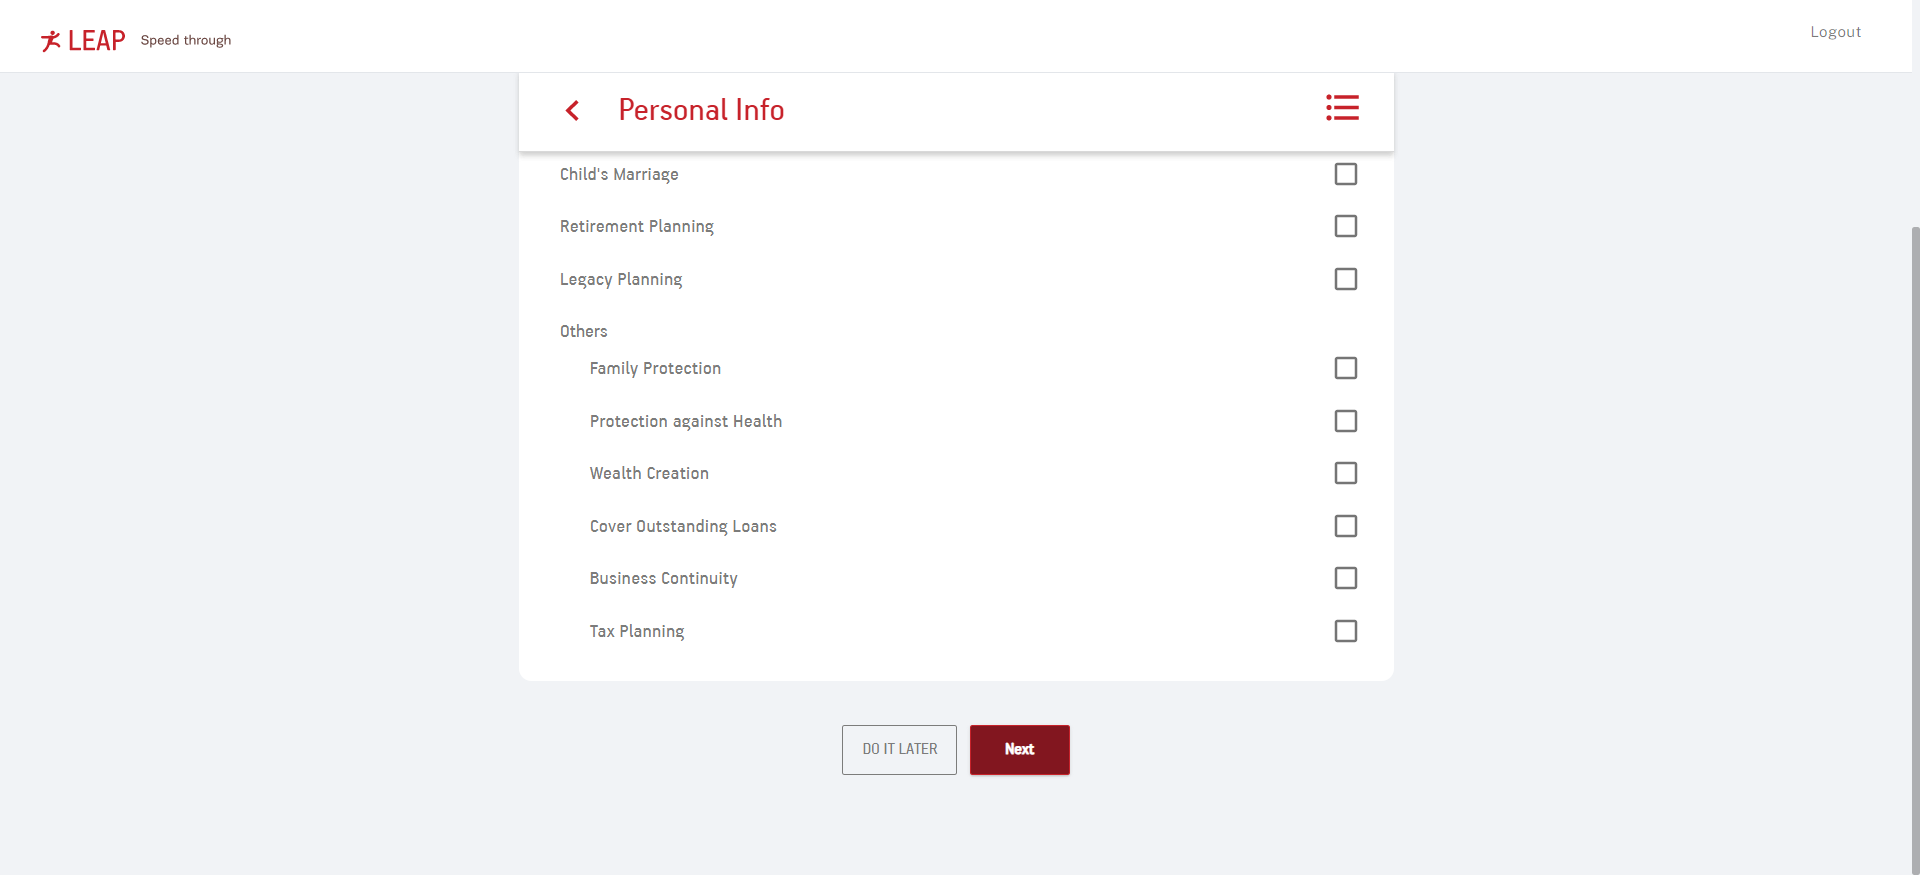 LEAP Speed through
Logout
Personal Info
Child's Marriage
Retirement Planning
Legacy Planning
Others
Family Protection
Protection against Health
Wealth Creation
Cover Outstanding Loans
Business Continuity
Tax Planning
DO IT LATER Next